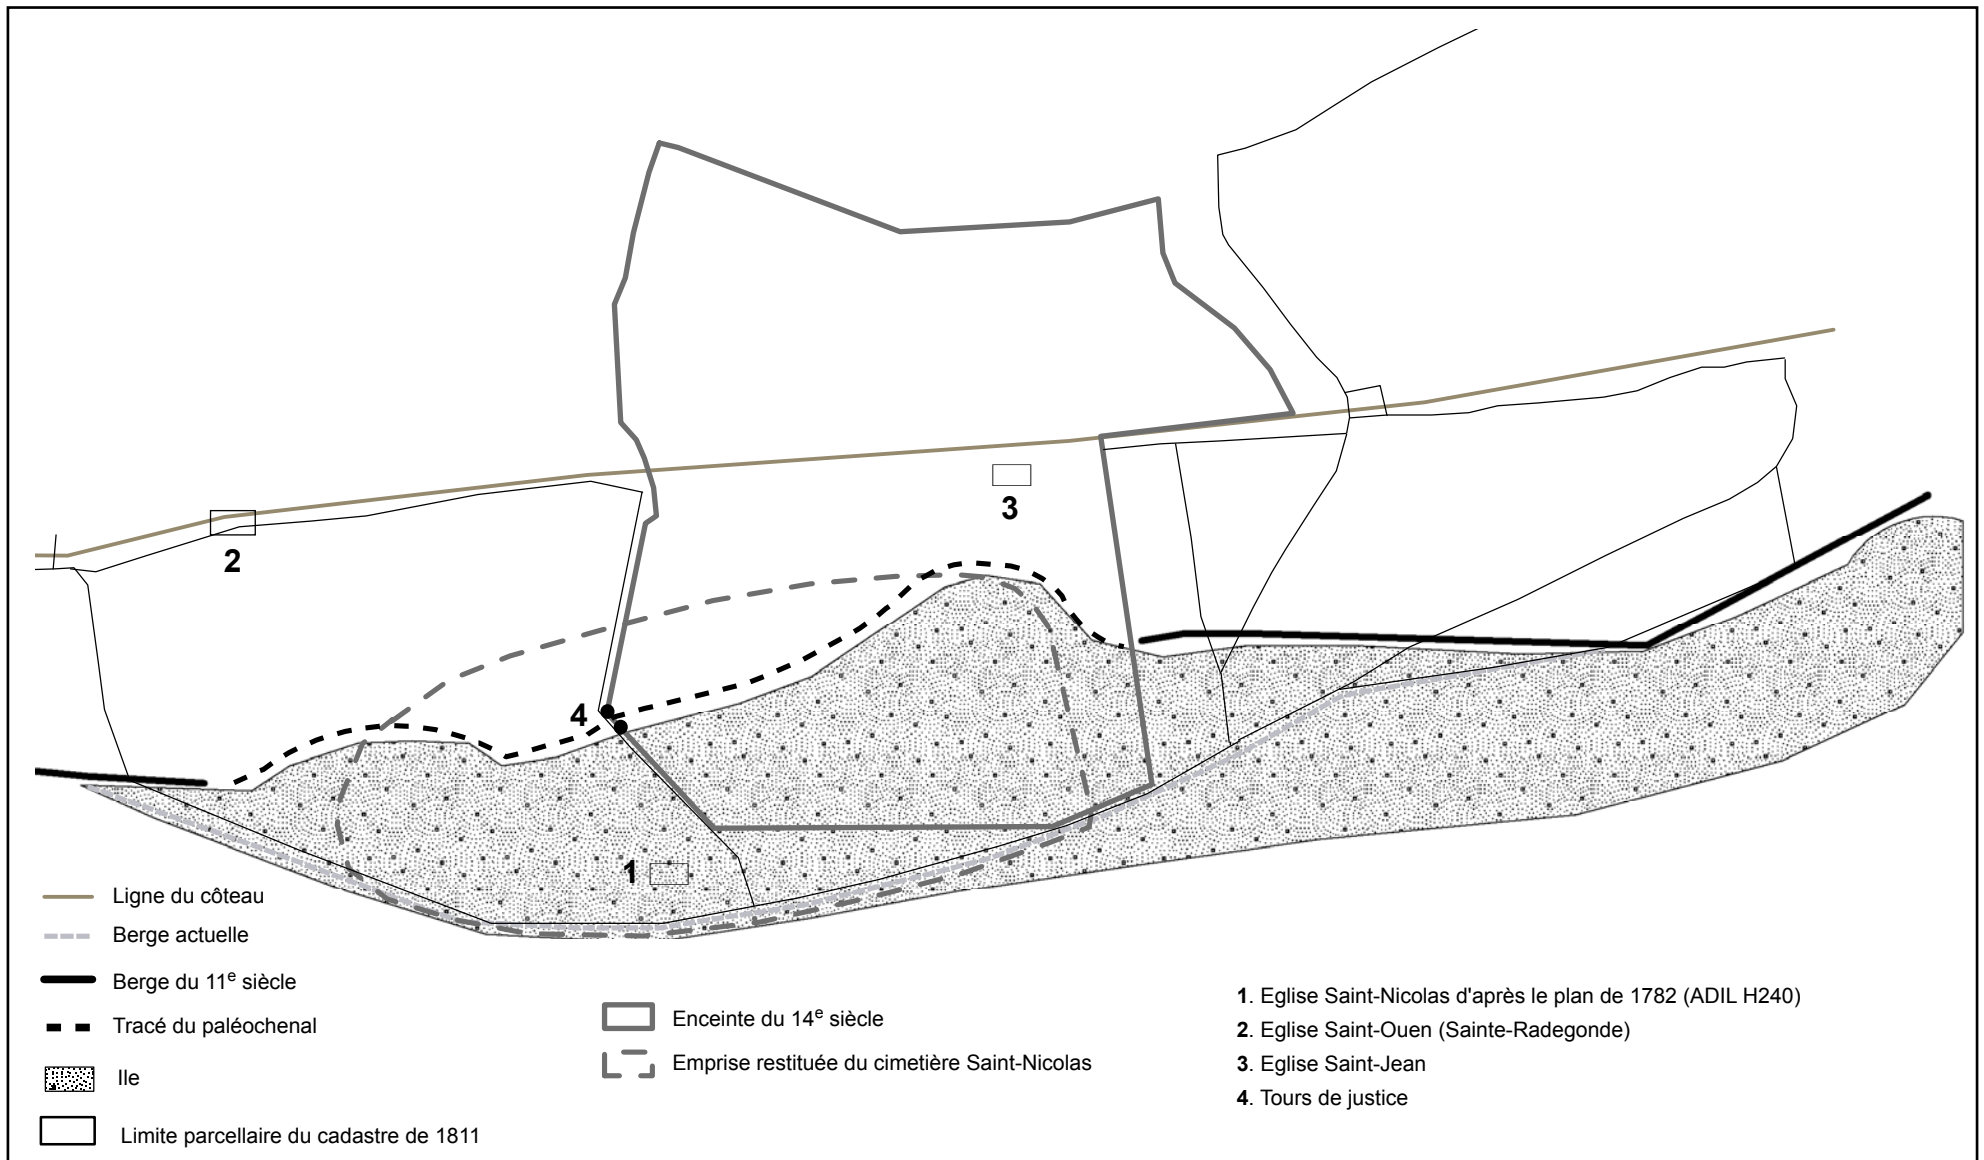 3
2
4
1
Ligne du côteau
Berge actuelle
Berge du 11e siècle
Tracé du paléochenal
Ile
Limite parcellaire du cadastre de 1811
Enceinte du 14e siècle
Emprise restituée du cimetière Saint-Nicolas
1. Eglise Saint-Nicolas d'après le plan de 1782 (ADIL H240)
2. Eglise Saint-Ouen (Sainte-Radegonde)
3. Eglise Saint-Jean
4. Tours de justice